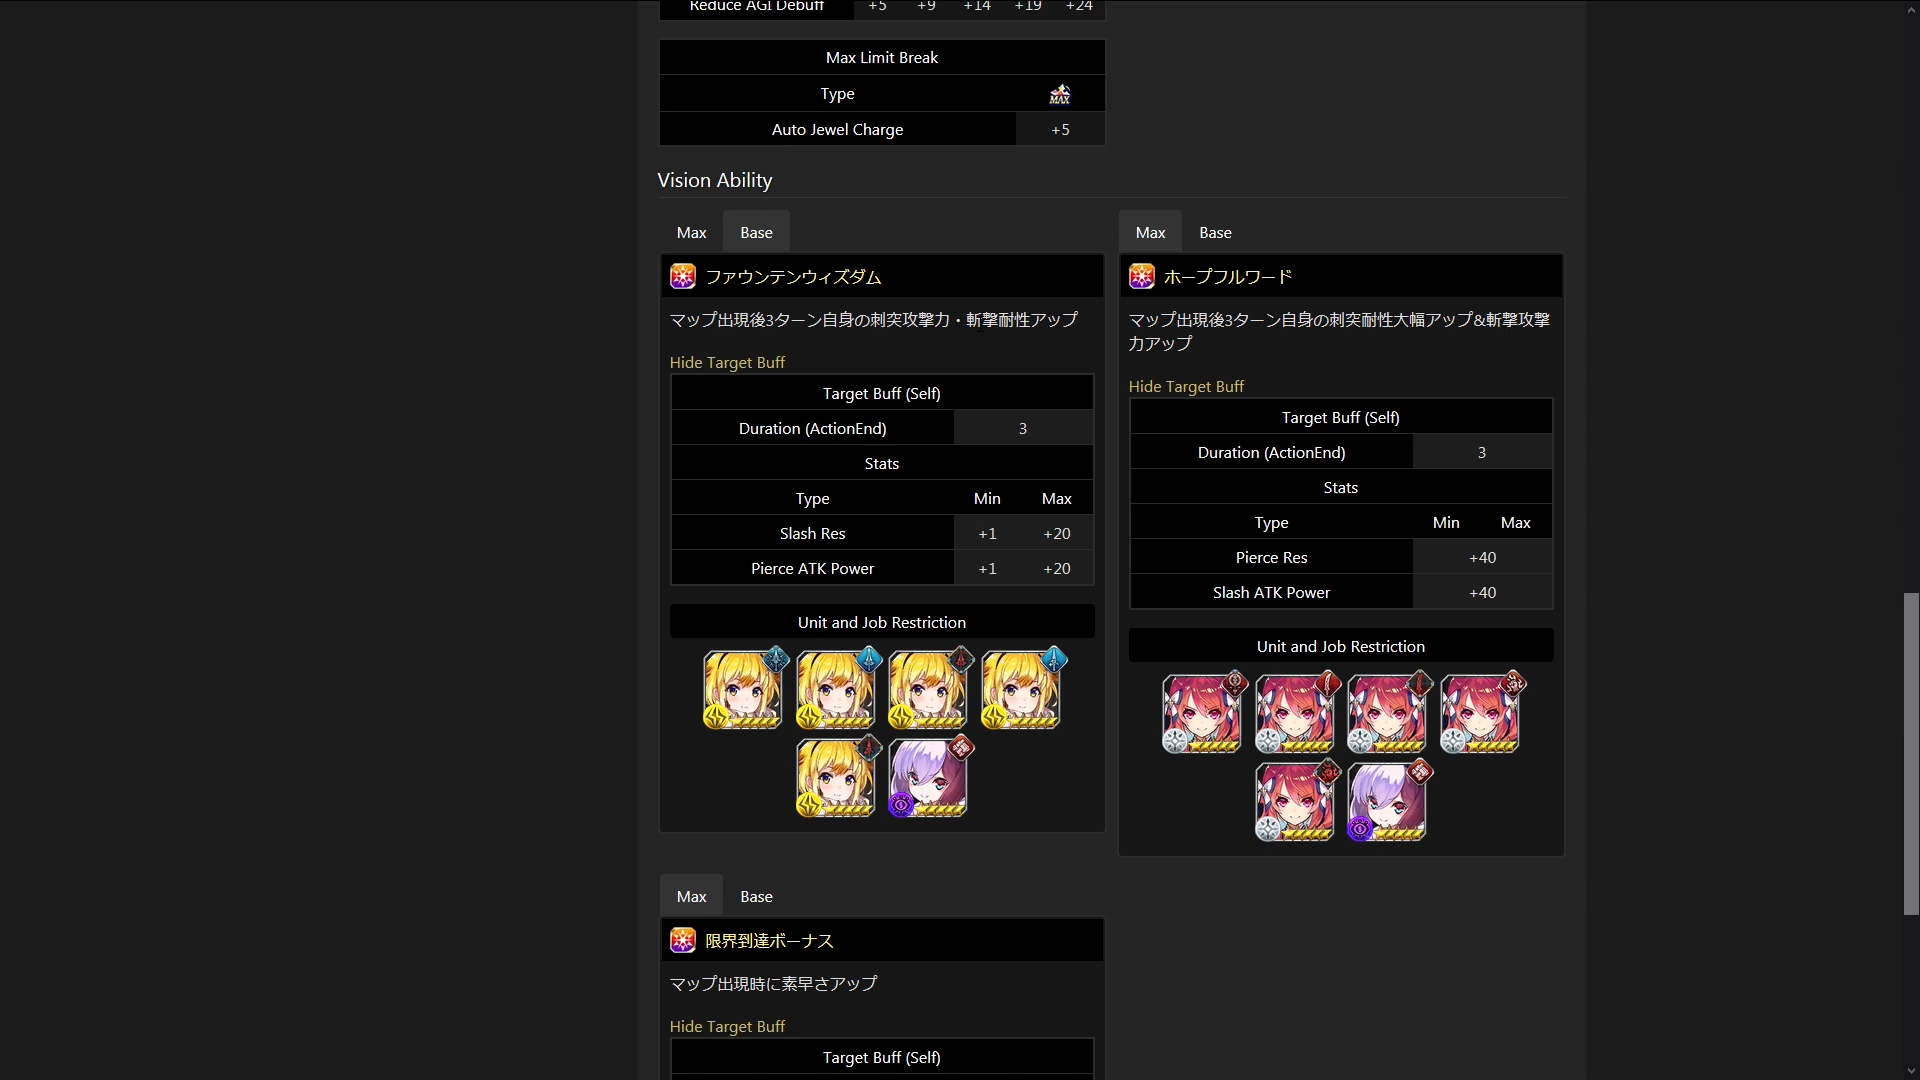 Reduce AGI Debuff +5 +9 +14 +19 +24
Max Limit Break
Type MAX
Auto Jewel Charge +5
Vision Ability
Max Base
ファウンテンウィズダム
マップ出現後3ターン自身の刺突攻撃力・斬撃耐性アップ
Hide Target Buff
Target Buff (Self)
Duration (ActionEnd) 3
Stats
Type Min Max
Slash Res +1 +20
Pierce ATK Power +1 +20
Unit and Job Restriction
Max Base
ホープフルワード
マップ出現後3ターン自身の刺突耐性大幅アップ&斬撃攻撃
力アップ
Hide Target Buff
Target Buff (Self)
Duration (ActionEnd) 3
Stats
Type Min Max
Pierce Res +40
Slash ATK Power +40
Unit and Job Restriction
Max Base
限界到達ボーナス
マップ出現時に素早さアップ
Hide Target Buff
Target Buff (Self)